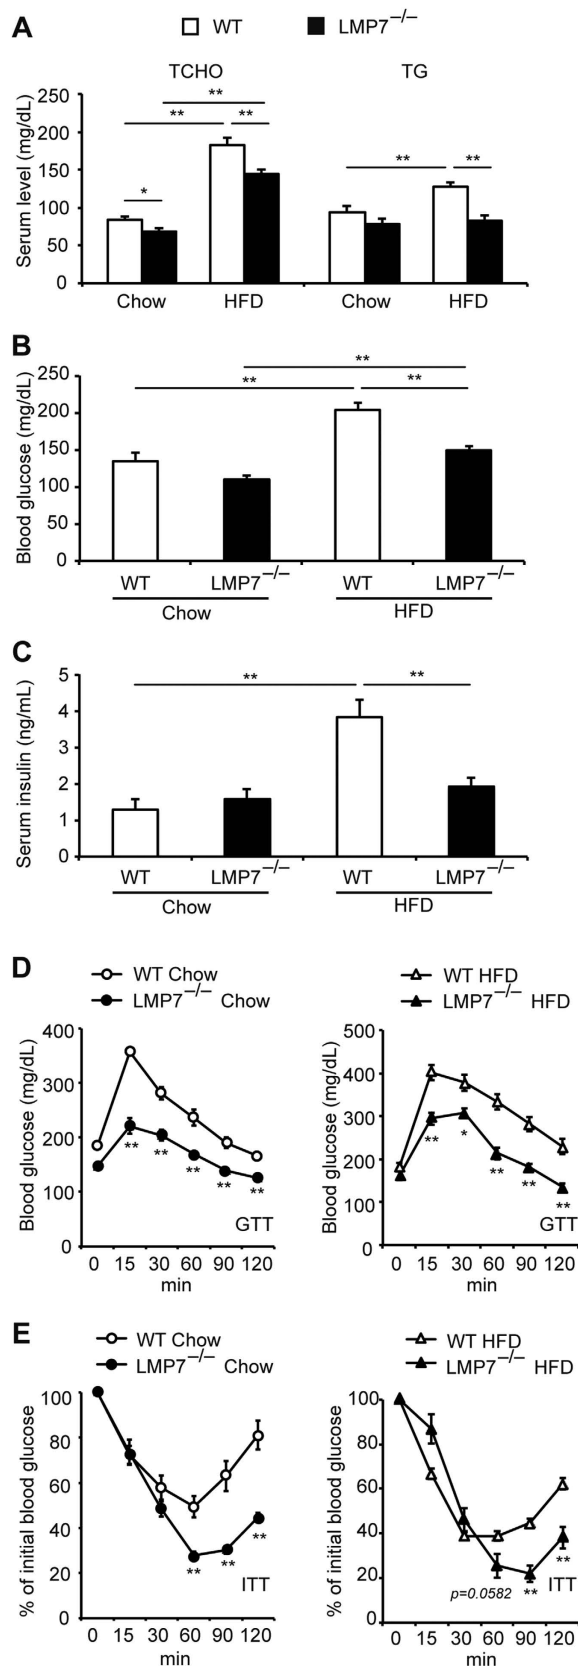 A
WT LMP7–/–
TCHO TG
Serum level (mg/dL)
250
200
150
100
50
0
** ** ** * ** **
Chow HFD Chow HFD
B
Blood glucose (mg/dL)
250
200
150
100
50
0
** ** **
WT LMP7–/– WT LMP7–/–
Chow HFD
C
Serum insulin (ng/mL)
5
4
3
2
1
0
** **
WT LMP7–/– WT LMP7–/–
Chow HFD
D
WT Chow
LMP7–/– Chow
Blood glucose (mg/dL)
400
300
200
100
0
** ** ** ** **
GTT
0 15 30 60 90 120
min
WT HFD
LMP7–/– HFD
Blood glucose (mg/dL)
500
400
300
200
100
0
** * ** ** **
GTT
0 15 30 60 90 120
min
E
WT Chow
LMP7–/– Chow
% of initial blood glucose
100
80
60
40
20
0
** ** **
ITT
0 15 30 60 90 120
min
WT HFD
LMP7–/– HFD
% of initial blood glucose
100
80
60
40
20
0
p=0.0582 ** **
ITT
0 15 30 60 90 120
min